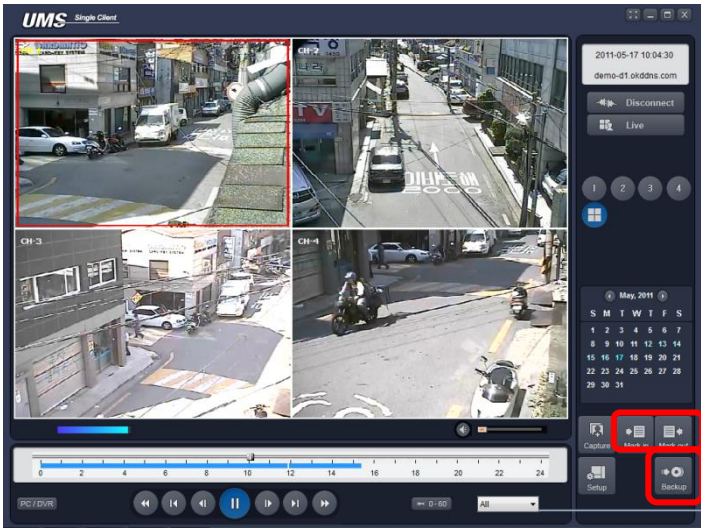 UMS Single Client
2011-05-17 10:04:30
demo-d1.okddns.com
Disconnect
Live
CH-2
CH-3
CH-4
1 2 3 4
May, 2011
S M T W T F S
1 2 3 4 5 6 7
8 9 10 11 12 13 14
15 16 17 18 19 20 21
22 23 24 25 26 27 28
29 30 31
Capture Mark in Mark out
Setup Backup
0 2 4 6 8 10 12 14 16 18 20 22 24
PC / DVR
0 - 60
All